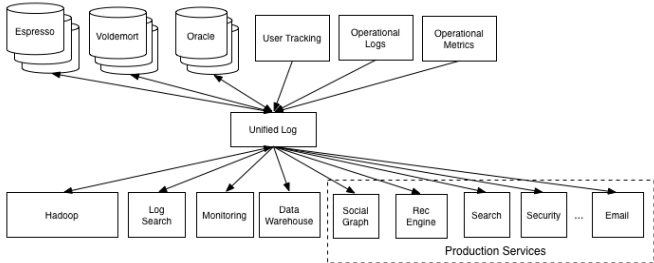 Espresso
Voldemort
Oracle
User Tracking
Operational
Logs
Operational
Metrics
Unified Log
Hadoop
Log
Search
Monitoring
Data
Warehouse
Social
Graph
Rec
Engine
Search
Security
...
Email
Production Services